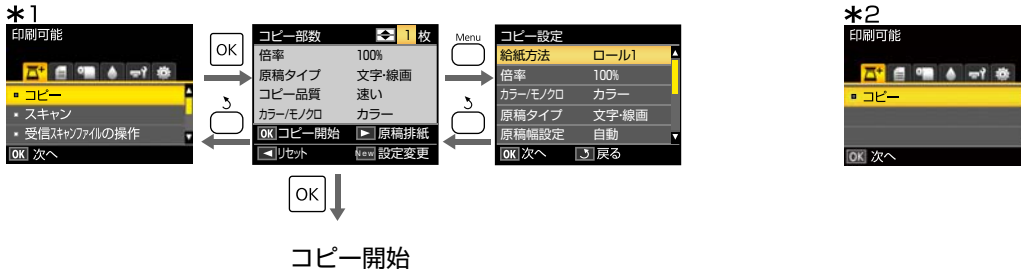 *1
印刷可能
コピー
スキャン
受信スキャンファイルの操作
OK 次へ
OK
コピー部数 1 枚
倍率 100%
原稿タイプ 文字・線画
コピー品質 速い
カラー/モノクロ カラー
OK コピー開始 原稿排紙
リセット 設定変更
Menu
コピー設定
給紙方法 ロール1
倍率 100%
カラー/モノクロ カラー
原稿タイプ 文字・線画
原稿幅設定 自動
OK 次へ 戻る
OK
コピー開始
*2
印刷可能
コピー
OK 次へ